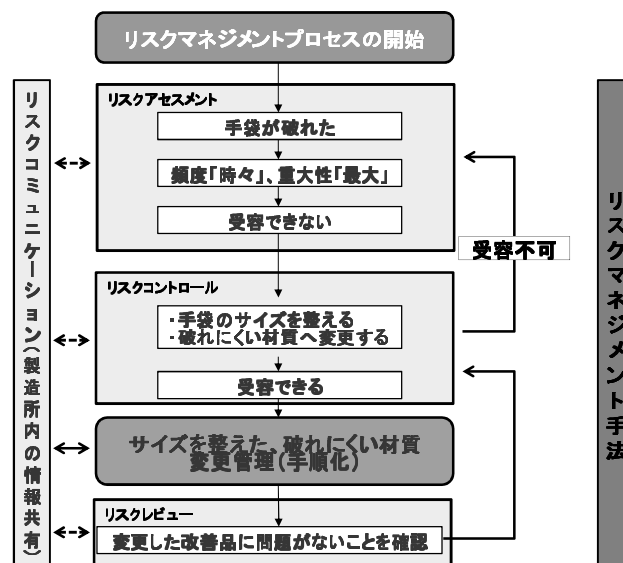 リスクマネジメントプロセスの開始
リスクコミュニケーション(製造所内の情報共有)
リスクアセスメント
手袋が破れた
頻度「時々」、重大性「最大」
受容できない
受容不可
リスクコントロール
・手袋のサイズを整える
・破れにくい材質へ変更する
受容できる
サイズを整えた、破れにくい材質
変更管理(手順化)
リスクレビュー
変更した改善品に問題がないことを確認
リスクマネジメント手法